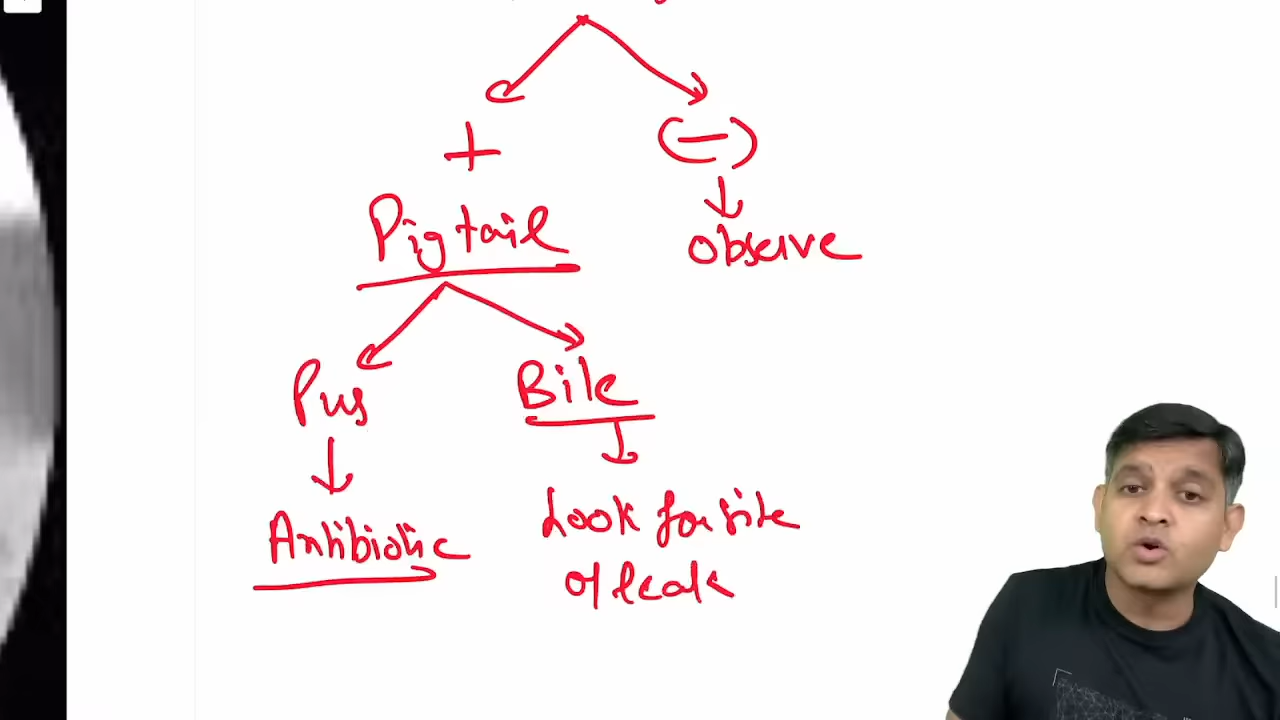 +
(-)
Pigtail
observe
Pus
Bile
Antibiotic
Look for site
of leak